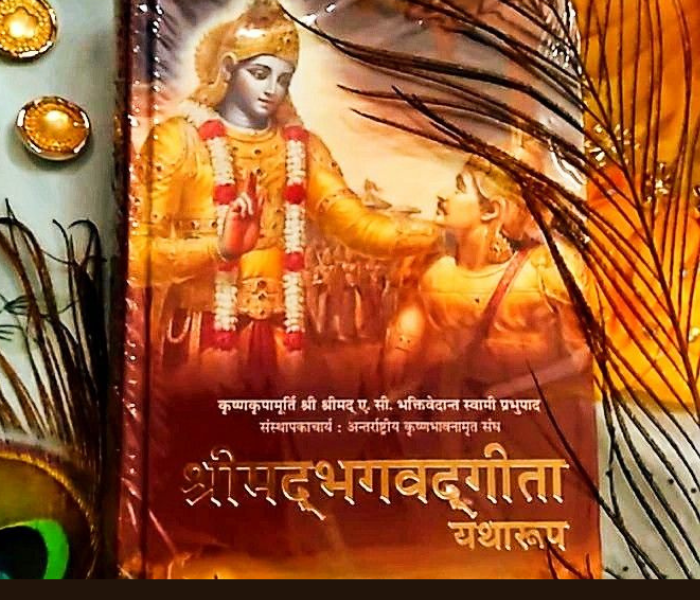 कृष्णकृपामूर्ति श्री श्रीमद् ए. सी. भक्तिवेदान्त स्वामी प्रभुपाद
संस्थापकाचार्य : अन्तर्राष्ट्रीय कृष्णभावनामृत संघ
श्रीमद्भगवद्गीता
यथारूप